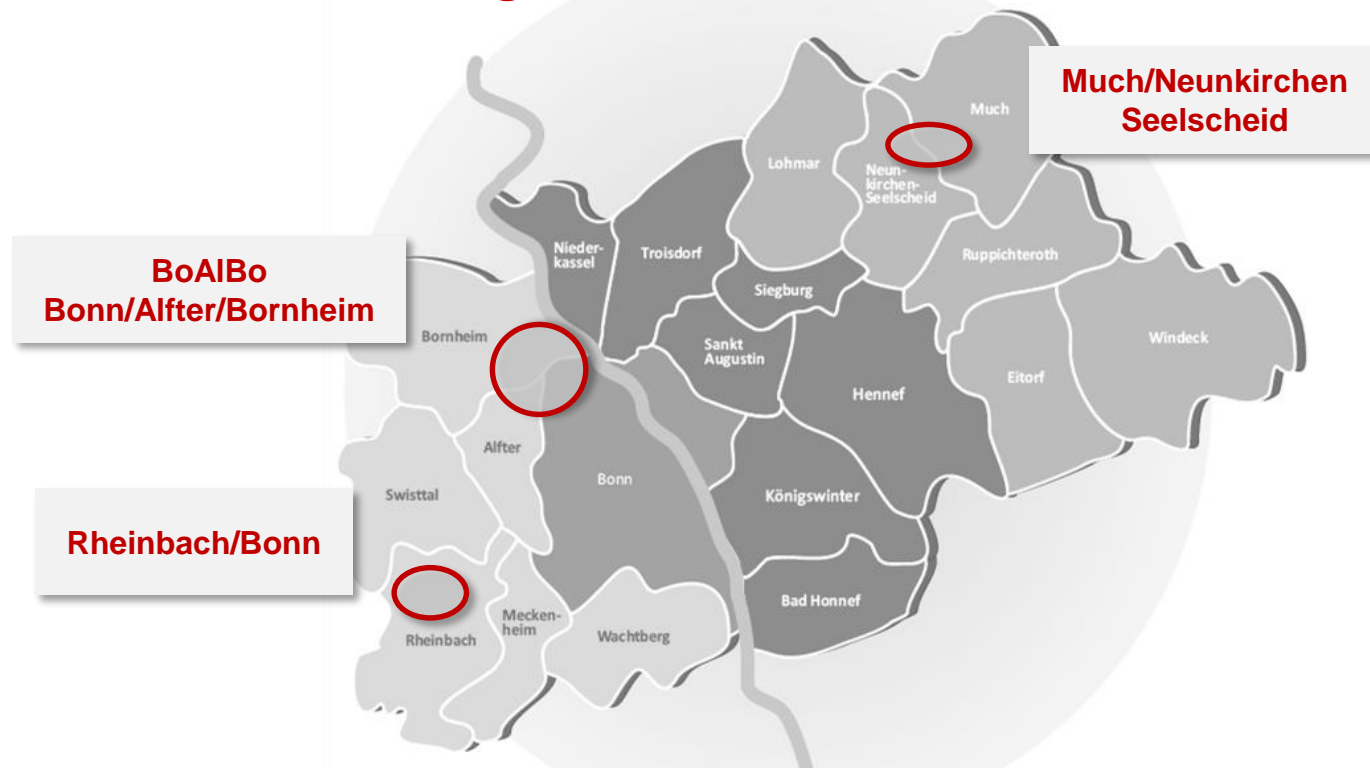 Much/Neunkirchen
Seelscheid
Much
Lohmar
Neun-
kirchen-
Seelscheid
Nieder-
kassel
Troisdorf
Ruppichteroth
BoAlBo
Bonn/Alfter/Bornheim
Siegburg
Bornheim
Sankt
Augustin
Windeck
Eitorf
Hennef
Alfter
Bonn
Swisttal
Königswinter
Rheinbach/Bonn
Bad Honnef
Mecken-
heim
Rheinbach
Wachtberg